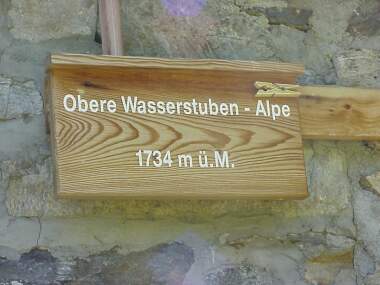 Obere Wasserstuben - Alpe
1734 m ü.M.